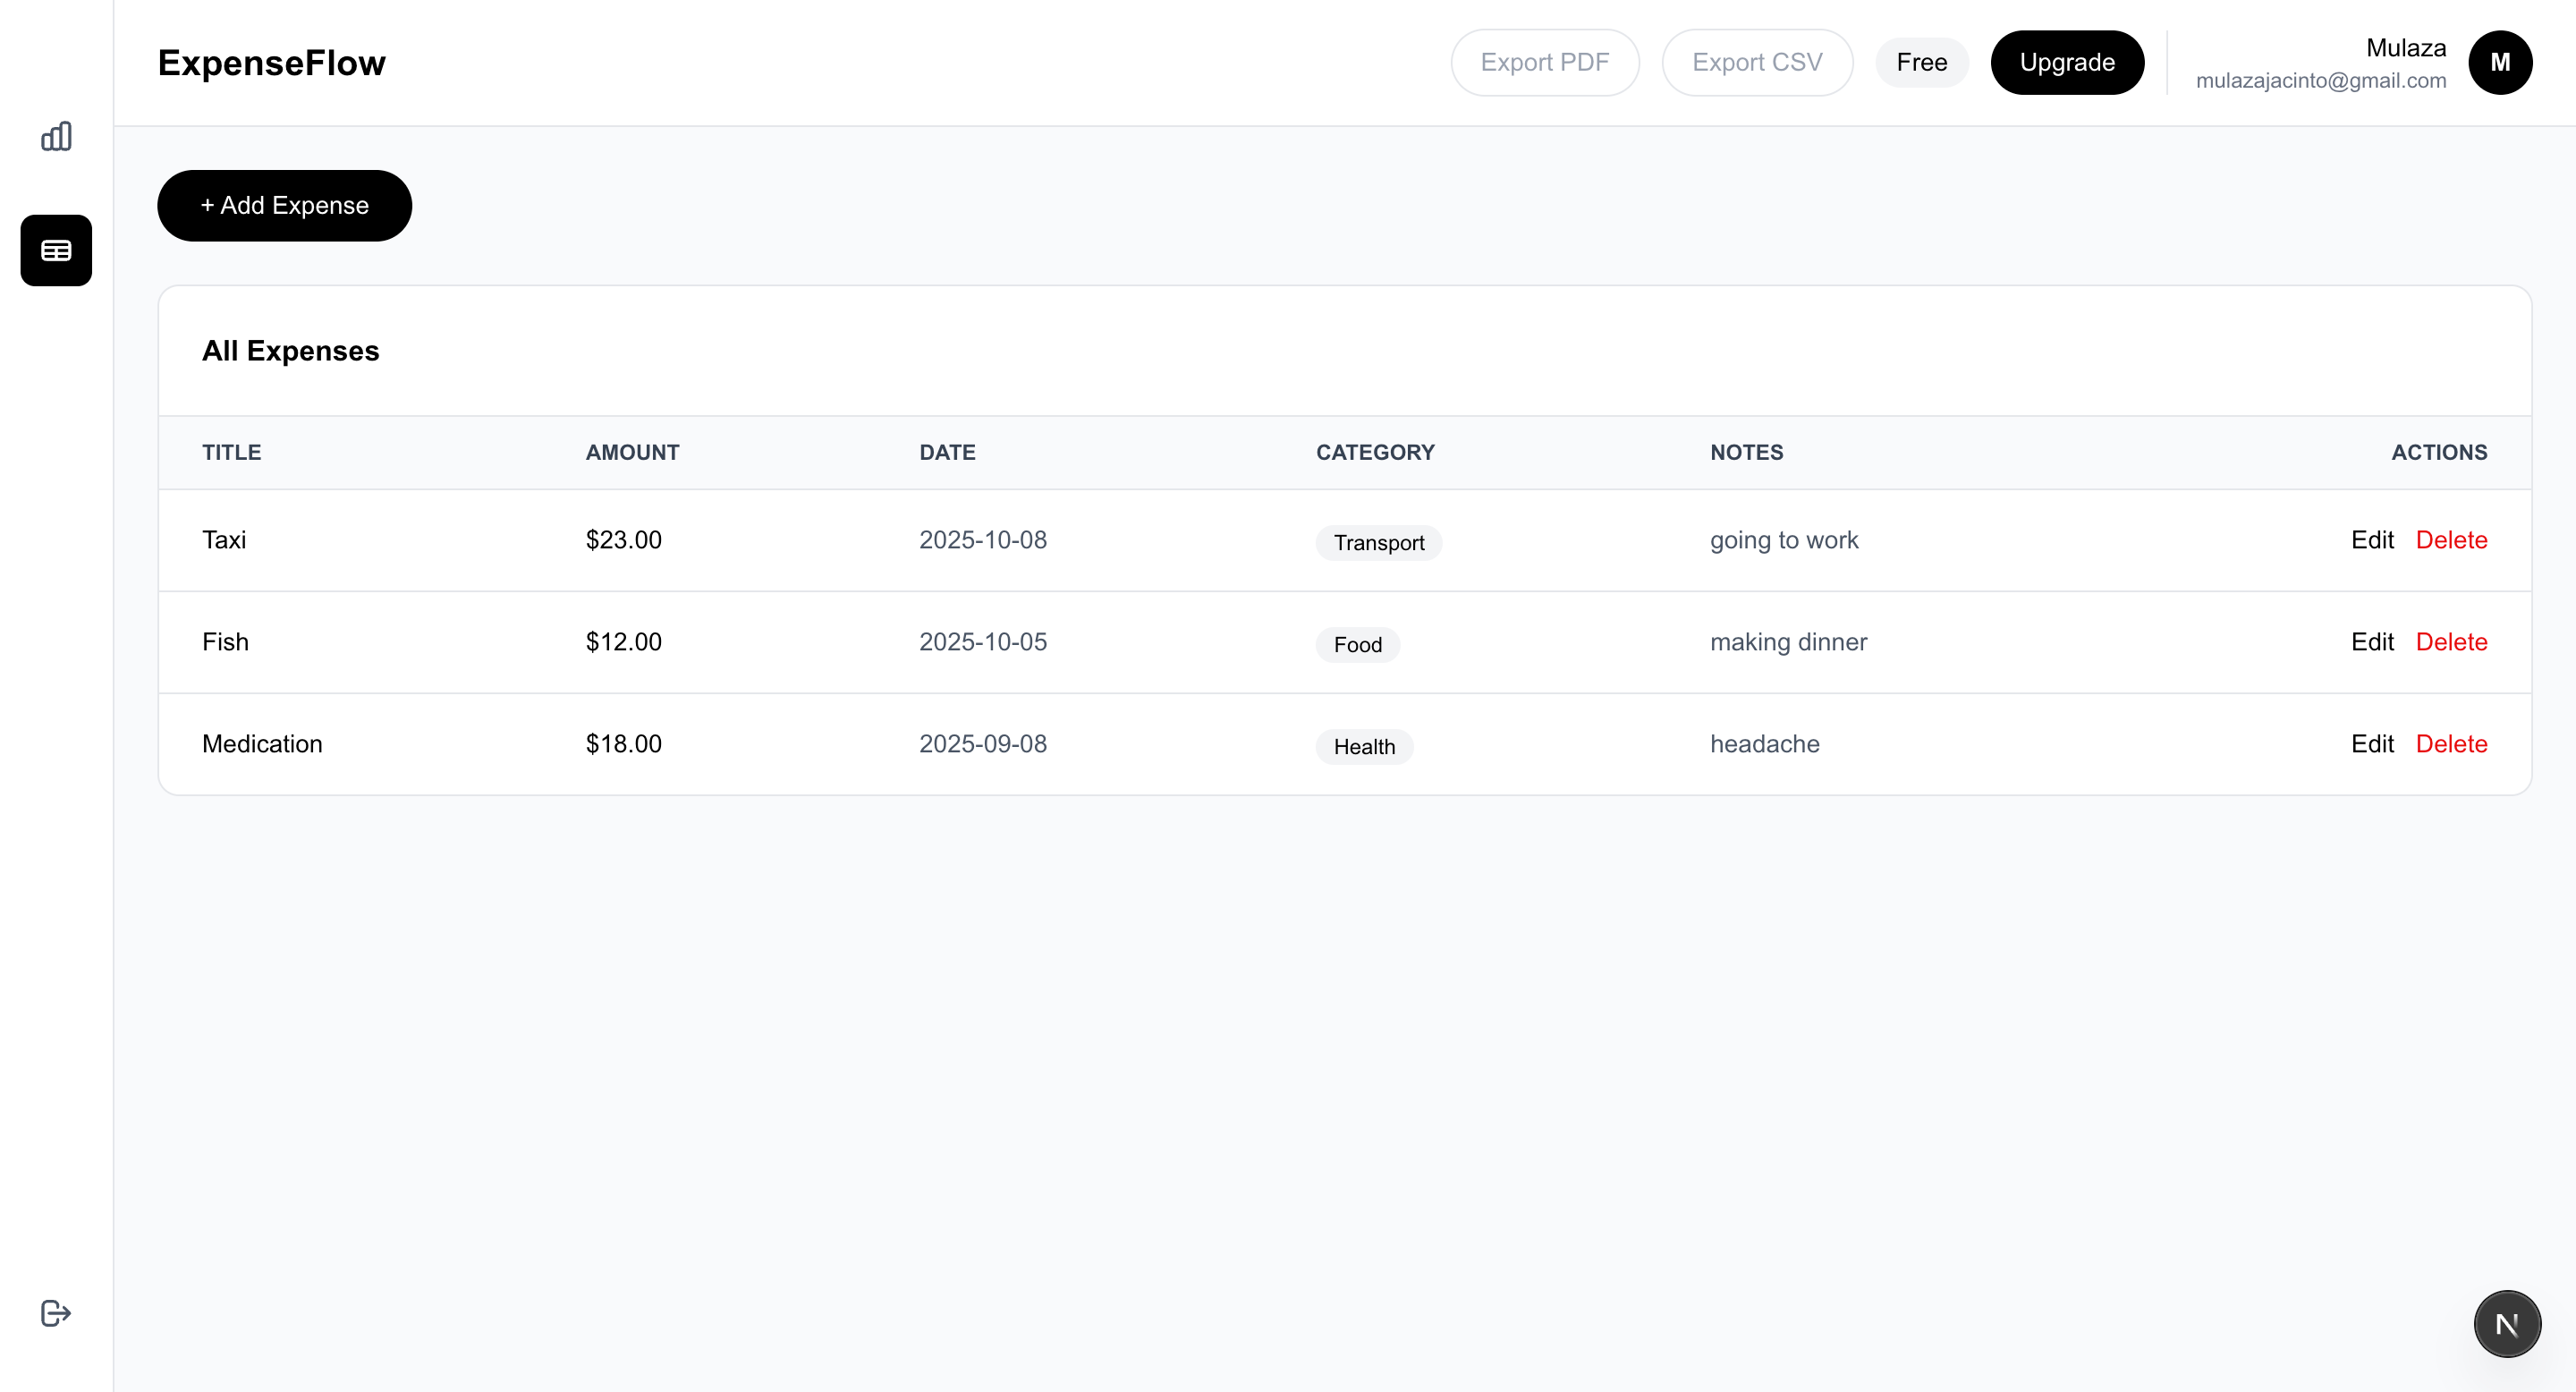 ExpenseFlow
Export PDF
Export CSV
Free
Upgrade
Mulaza
mulazajacinto@gmail.com
M
+ Add Expense
All Expenses
TITLE AMOUNT DATE CATEGORY NOTES ACTIONS
Taxi $23.00 2025-10-08 Transport going to work Edit Delete
Fish $12.00 2025-10-05 Food making dinner Edit Delete
Medication $18.00 2025-09-08 Health headache Edit Delete
N